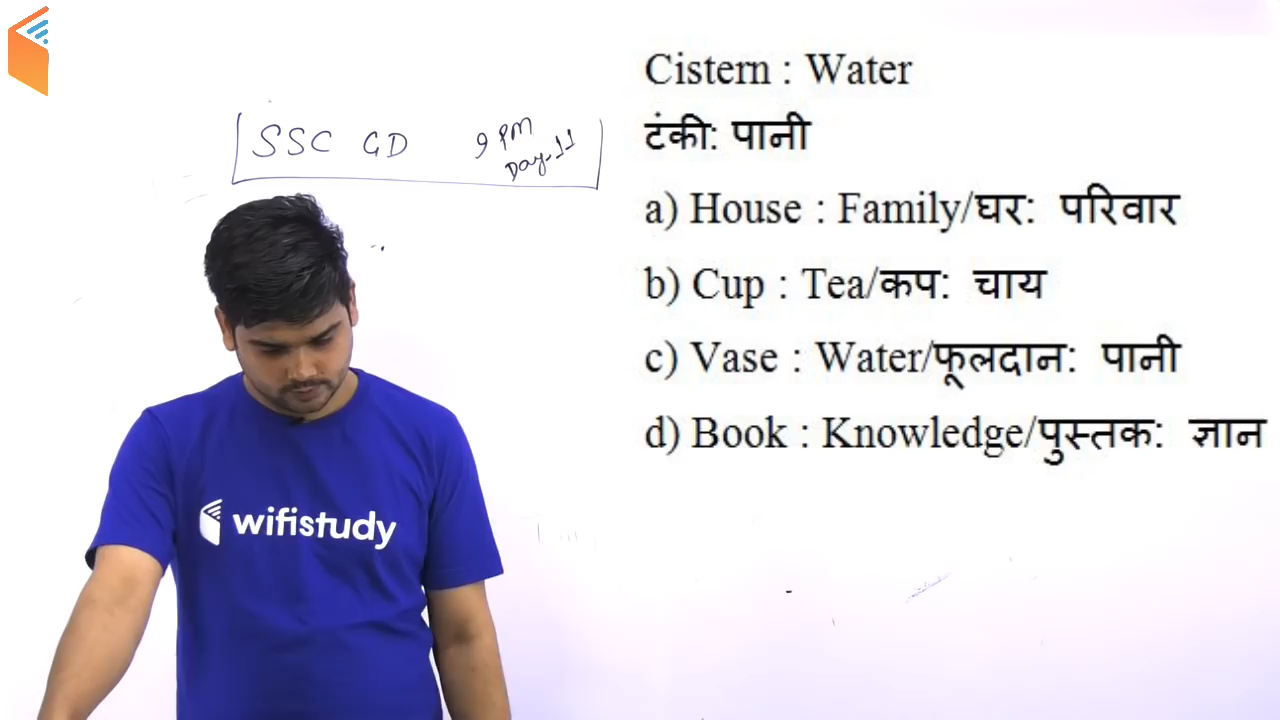 SSC GD 9 PM
Day-11
Cistern : Water
टंकी: पानी
a) House : Family/घर: परिवार
b) Cup : Tea/कप: चाय
c) Vase : Water/फूलदान: पानी
d) Book : Knowledge/पुस्तक: ज्ञान
wifistudy